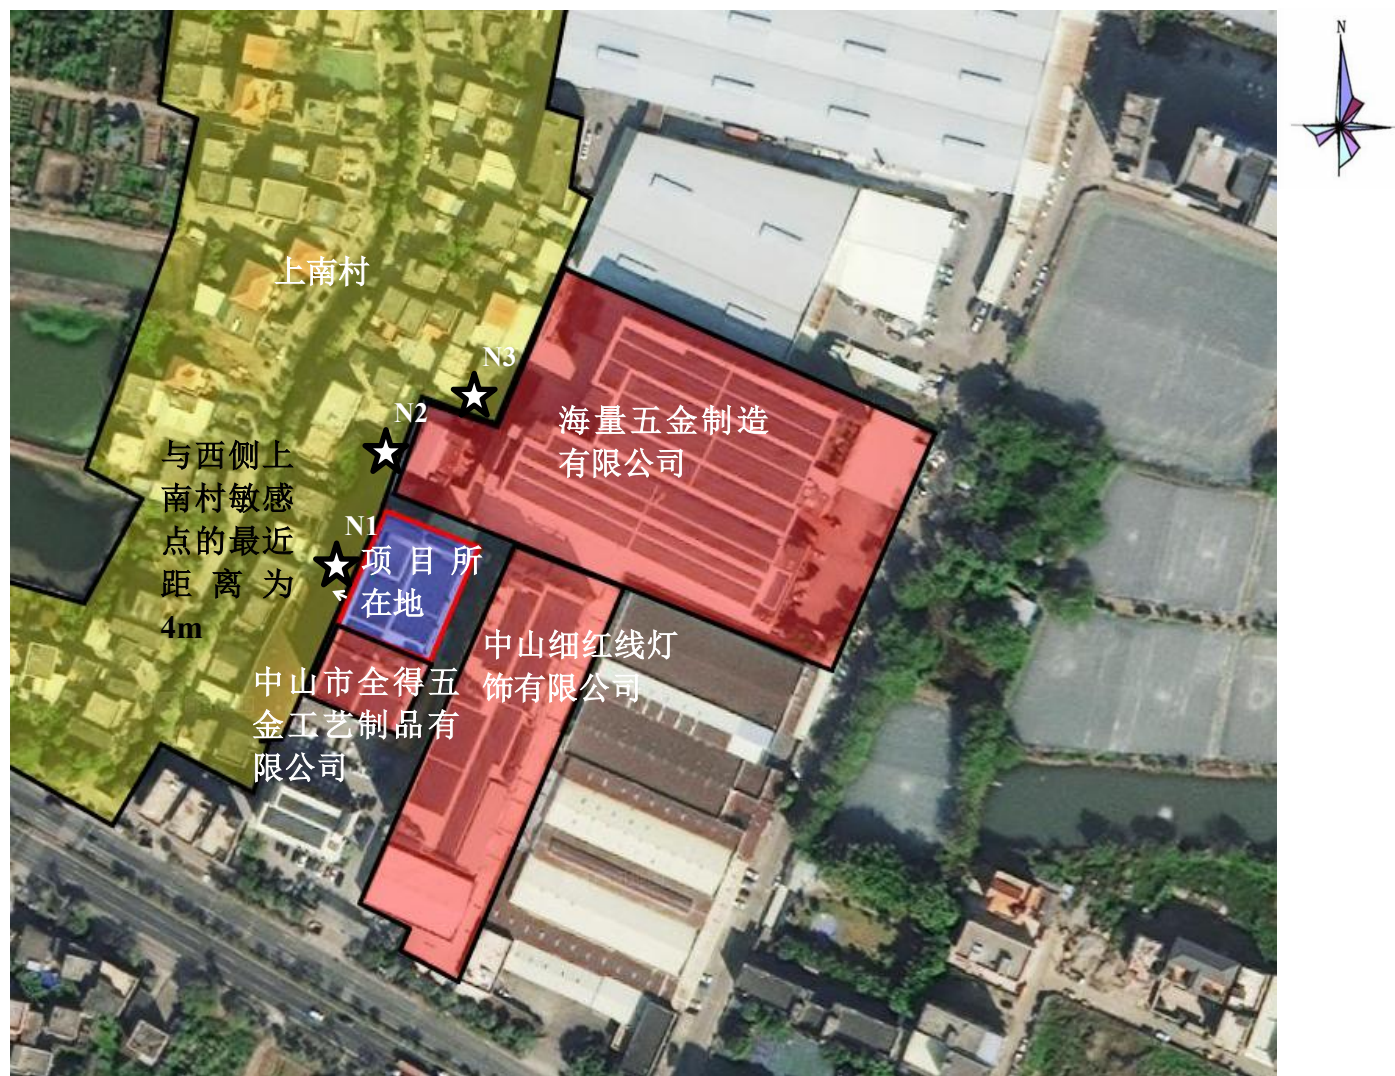 N
上南村
N3
N2
海量五金制造
有限公司
与西侧上
南村敏感
点的最近
距离为
4m
N1
项目所
在地
中山细红线灯
饰有限公司
中山市全得五
金工艺制品有
限公司